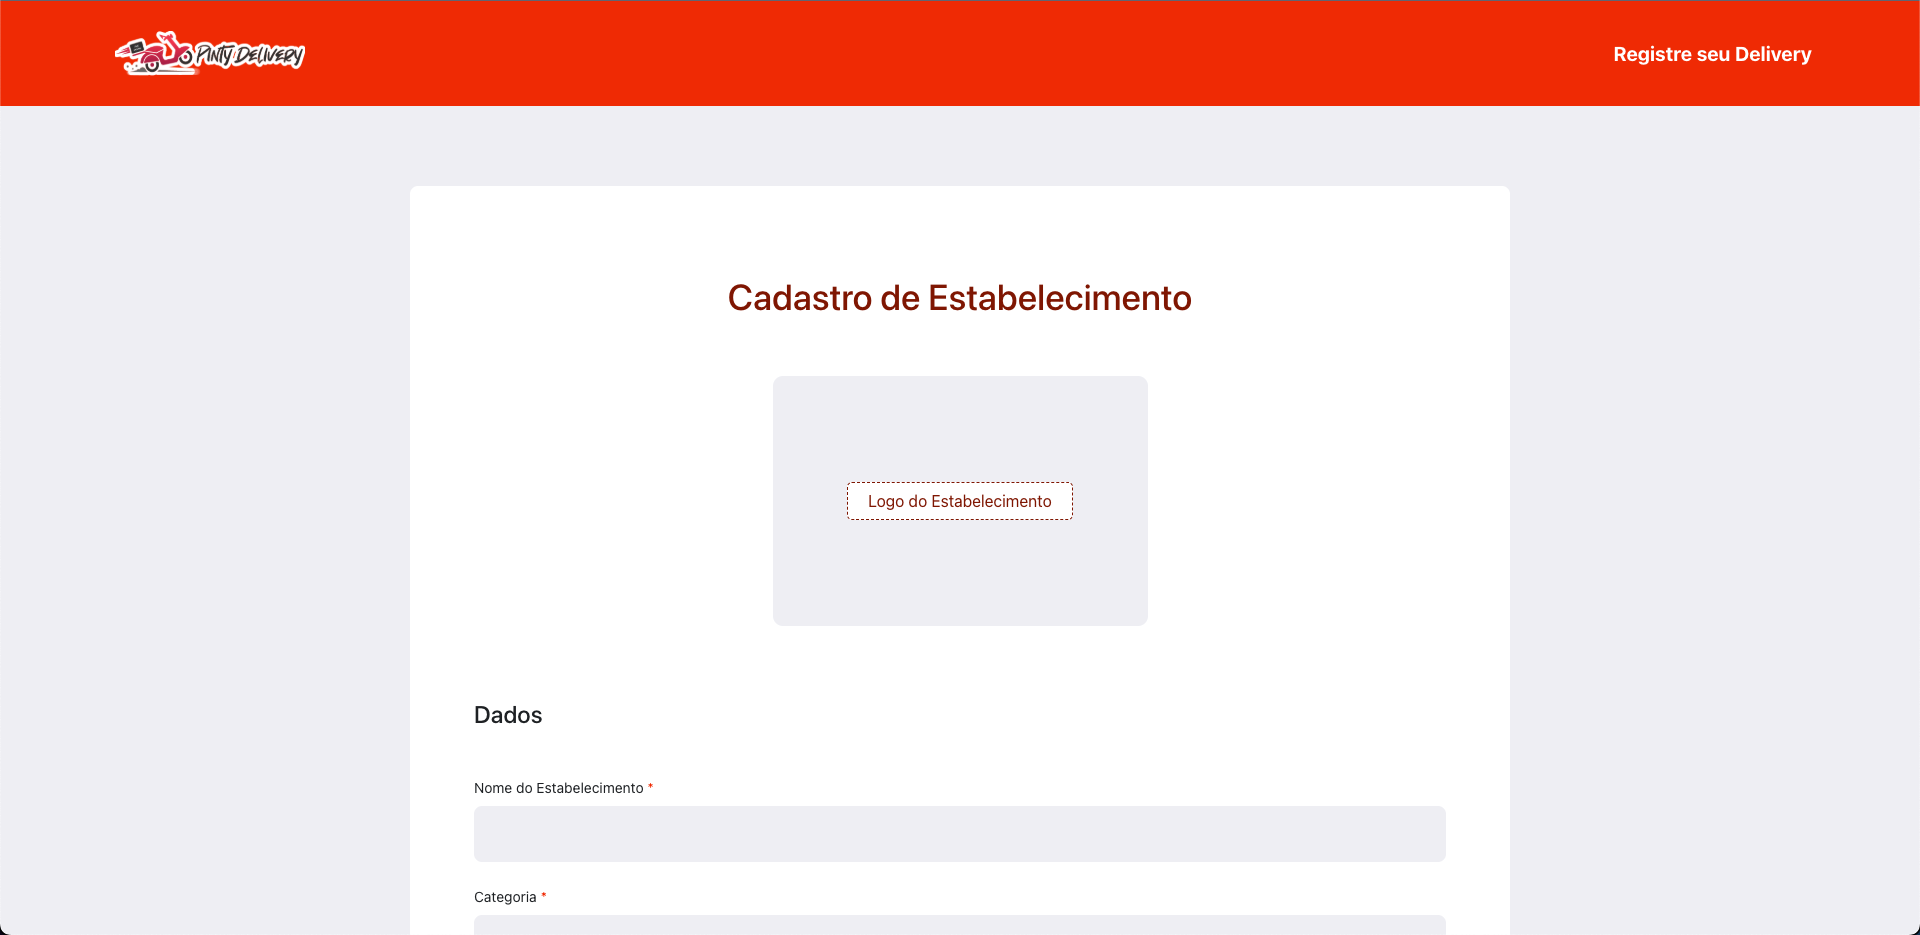 PINTY DELIVERY
Registre seu Delivery
Cadastro de Estabelecimento
Logo do Estabelecimento
Dados
Nome do Estabelecimento *
Categoria *